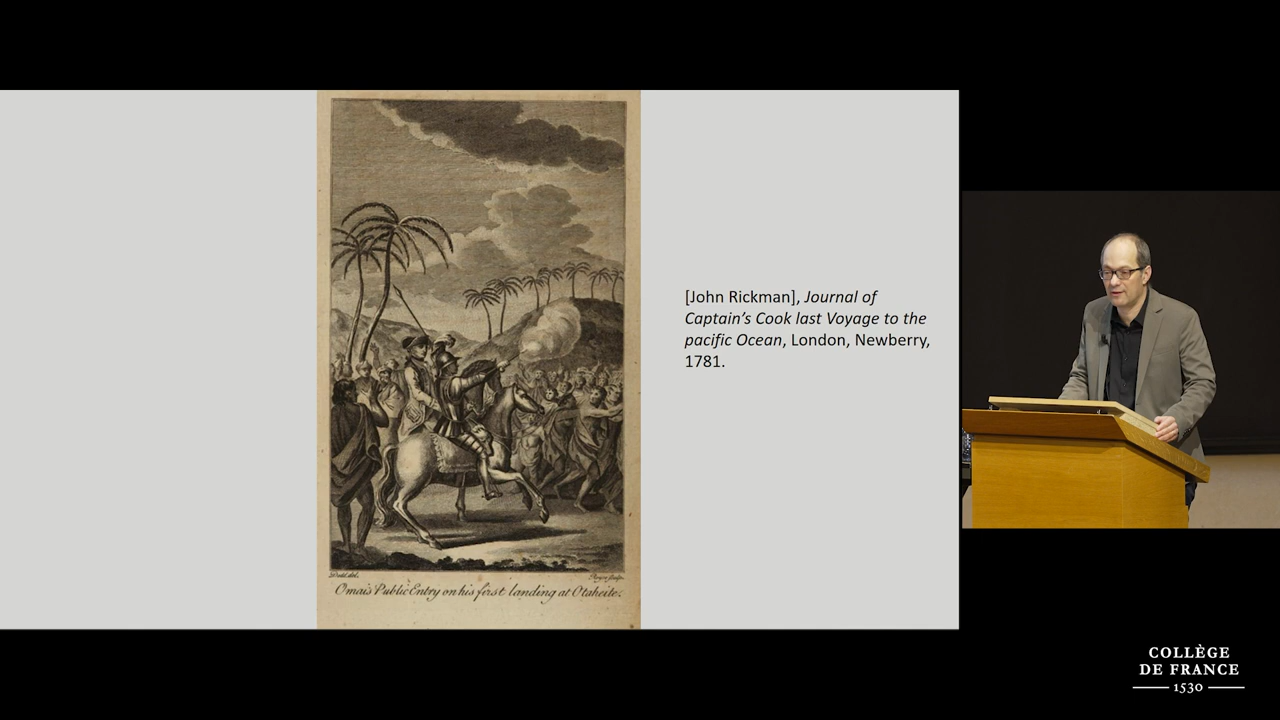 [John Rickman], Journal of
Captain's Cook last Voyage to the
pacific Ocean, London, Newberry,
1781.
Omai's Public Entry on his first landing at Otaheite.
COLLÈGE
DE FRANCE
1530